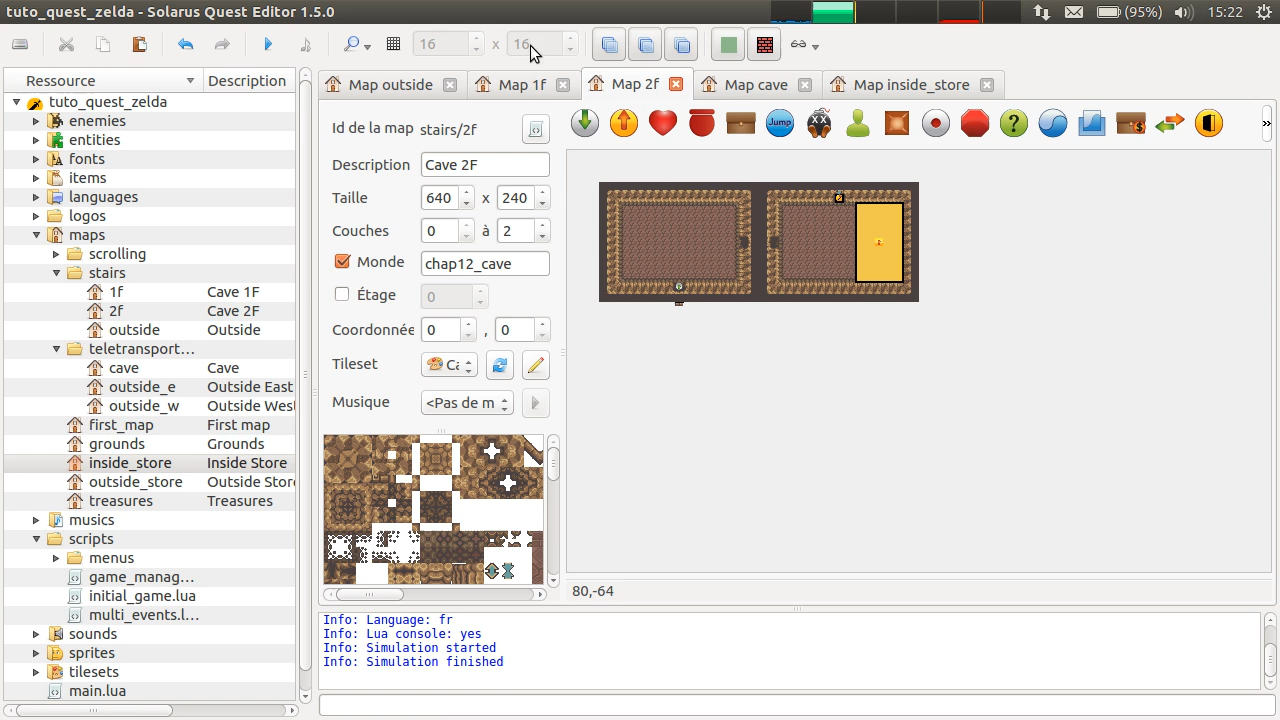 tuto_quest_zelda - Solarus Quest Editor 1.5.0
(95%)
15:22
16 x 16
Ressource Description
tuto_quest_zelda
enemies
entities
fonts
items
languages
logos
maps
scrolling
stairs
1f Cave 1F
2f Cave 2F
outside Outside
teletransport...
cave Cave
outside_e Outside East
outside_w Outside Wes
first_map First map
grounds Grounds
inside_store Inside Store
outside_store Outside Stor
treasures Treasures
musics
scripts
menus
game_manag...
initial_game.lua
multi_events.l...
sounds
sprites
tilesets
main.lua
Map outside
Map 1f
Map 2f
Map cave
Map inside_store
Id de la map stairs/2f
Description Cave 2F
Taille 640 x 240
Couches 0 à 2
Monde chap12_cave
Étage 0
Coordonnée 0 , 0
Tileset Ca
Musique <Pas de m
Jump
»
80,-64
Info: Language: fr
Info: Lua console: yes
Info: Simulation started
Info: Simulation finished